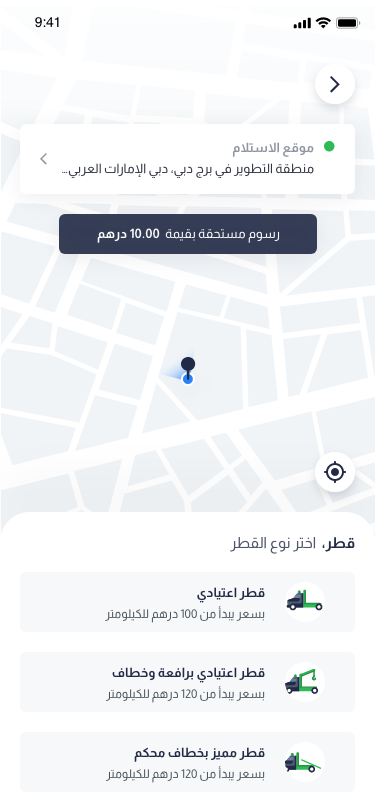 9:41
موقع الاستلام
منطقة التطوير في برج دبي، دبي الإمارات العربي...
رسوم مستحقة بقيمة 10.00 درهم
قطر، اختر نوع القطر
قطر اعتيادي
بسعر يبدأ من 100 درهم للكيلومتر
قطر اعتيادي برافعة وخطاف
بسعر يبدأ من 120 درهم للكيلومتر
قطر مميز بخطاف محكم
بسعر يبدأ من 120 درهم للكيلومتر